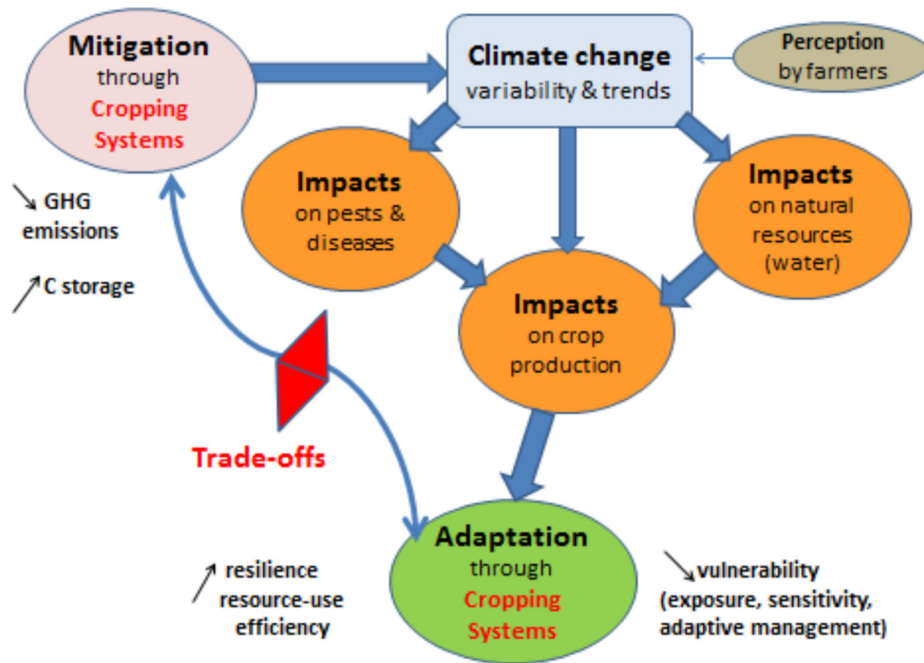 Mitigation
through
Cropping
Systems
Climate change
variability & trends
Perception
by farmers
↘ GHG
emissions
↗ C storage
Impacts
on pests &
diseases
Impacts
on natural
resources
(water)
Impacts
on crop
production
Trade-offs
Adaptation
through
Cropping
Systems
↗ resilience
resource-use
efficiency
↘ vulnerability
(exposure, sensitivity,
adaptive management)